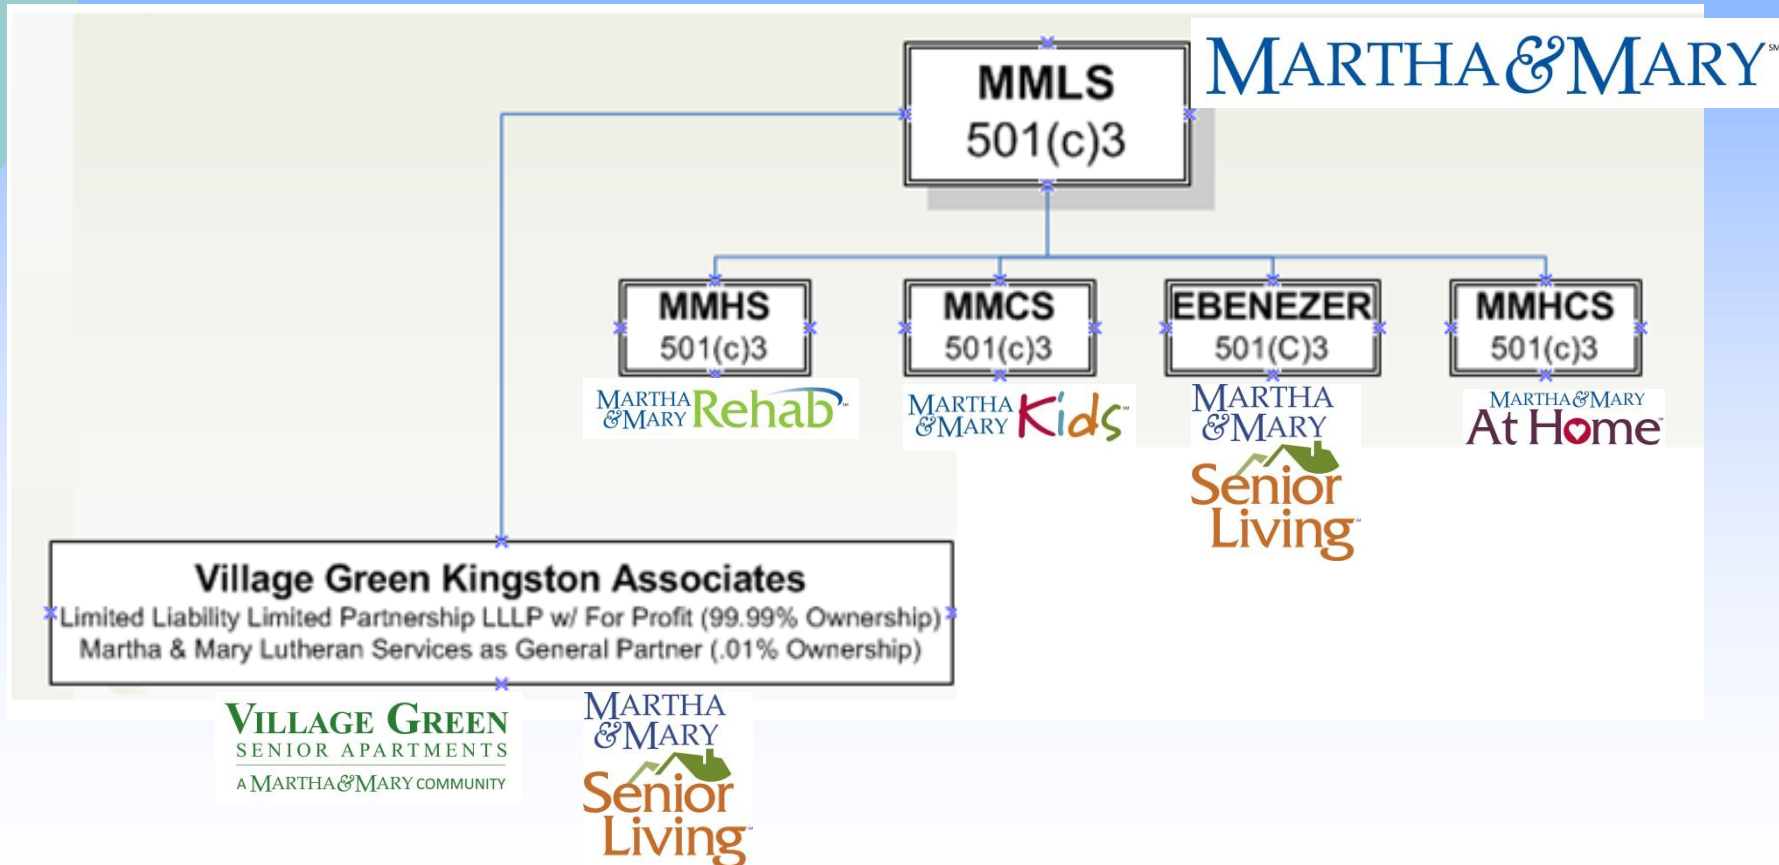 MARTHA & MARY SM
MMLS
501(c)3
MMHS
501(c)3
MMCS
501(c)3
EBENEZER
501(C)3
MMHCS
501(c)3
MARTHA
& MARY Rehab
MARTHA
& MARY Kids
MARTHA
& MARY
Senior
Living
MARTHA & MARY
At Home
Village Green Kingston Associates
Limited Liability Limited Partnership LLLP w/ For Profit (99.99% Ownership)
Martha & Mary Lutheran Services as General Partner (.01% Ownership)
VILLAGE GREEN
SENIOR APARTMENTS
A MARTHA & MARY COMMUNITY
MARTHA
& MARY
Senior
Living